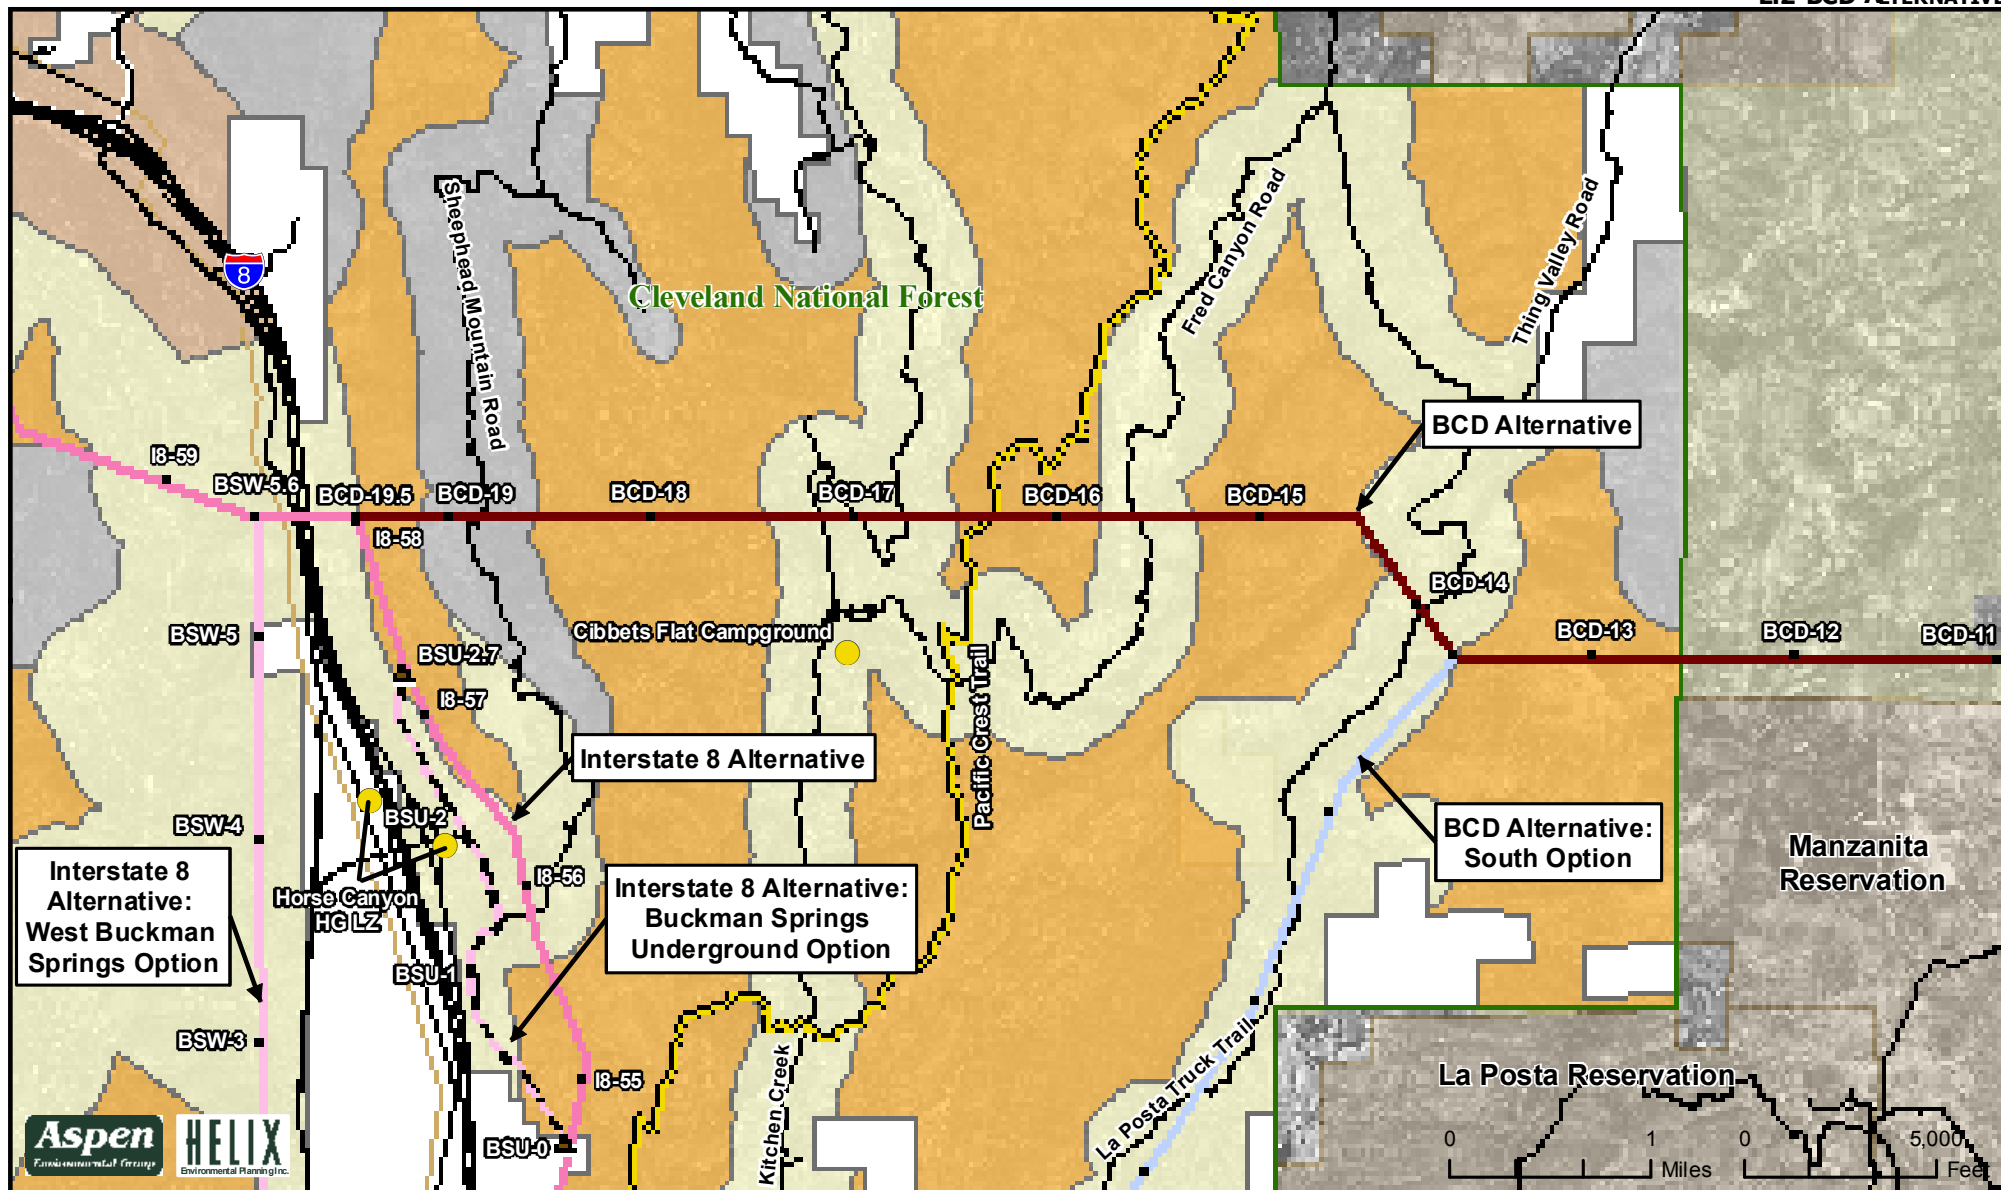 E.2 BCD ALTERNATIVE
8
Sheephead Mountain Road
Cleveland National Forest
Fred Canyon Road
Thing Valley Road
BCD Alternative
I8-59
BSW-5.6
BCD-19.5
BCD-19
BCD-18
BCD-17
BCD-16
BCD-15
I8-58
BCD-14
BSW-5
Cibbets Flat Campground
BCD-13
BCD-12
BCD-11
BSU-2.7
I8-57
Pacific Crest Trail
Interstate 8 Alternative
BSU-2
BSW-4
BCD Alternative:
South Option
Manzanita
Reservation
Interstate 8
Alternative:
West Buckman
Springs Option
Horse Canyon
HG LZ
I8-56
Interstate 8 Alternative:
Buckman Springs
Underground Option
BSU-1
BSW-3
I8-55
Kitchen Creek
La Posta Truck Trail
La Posta Reservation
BSU-0
Aspen
Environmental Group
HELIX
Environmental Planning Inc.
0 1
Miles
0 5,000
Feet